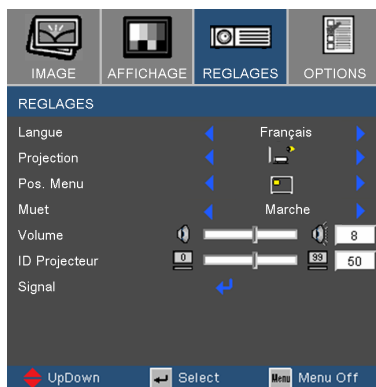 IMAGE AFFICHAGE REGLAGES OPTIONS
REGLAGES
Langue Français
Projection
Pos. Menu
Muet Marche
Volume 8
ID Projecteur 0 99 50
Signal
UpDown Select Menu Menu Off